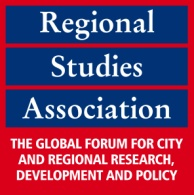 Regional
Studies
Association
THE GLOBAL FORUM FOR CITY
AND REGIONAL RESEARCH,
DEVELOPMENT AND POLICY